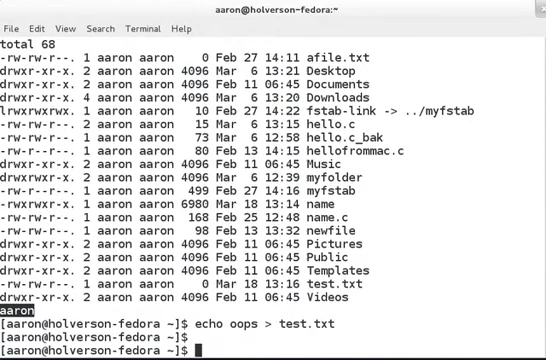 aaron@holverson-fedora:~
File Edit View Search Terminal Help
total 68
-rw-rw-r--. 1 aaron aaron 0 Feb 27 14:11 afile.txt
drwxr-xr-x. 2 aaron aaron 4096 Mar 6 13:21 Desktop
drwxr-xr-x. 2 aaron aaron 4096 Feb 11 06:45 Documents
drwxr-xr-x. 4 aaron aaron 4096 Mar 6 13:20 Downloads
lrwxrwxrwx. 1 aaron aaron 10 Feb 27 14:22 fstab-link -> ../myfstab
-rw-rw-r--. 2 aaron aaron 15 Mar 6 13:15 hello.c
-rw-rw-r--. 1 aaron aaron 73 Mar 6 12:58 hello.c_bak
-rw-rw-r--. 1 aaron aaron 80 Feb 13 14:15 hellofrommac.c
drwxr-xr-x. 2 aaron aaron 4096 Feb 11 06:45 Music
drwxrwxr-x. 2 aaron aaron 4096 Mar 6 12:39 myfolder
-rw-rw-r--. 2 aaron aaron 499 Feb 27 14:16 myfstab
-rwxrwxr-x. 1 aaron aaron 6980 Mar 18 13:14 name
-rw-rw-r--. 1 aaron aaron 168 Feb 25 12:48 name.c
-rw-rw-r--. 1 aaron aaron 98 Feb 13 13:32 newfile
drwxr-xr-x. 2 aaron aaron 4096 Feb 11 06:45 Pictures
drwxr-xr-x. 2 aaron aaron 4096 Feb 11 06:45 Public
drwxr-xr-x. 2 aaron aaron 4096 Feb 11 06:45 Templates
-rw-rw-r--. 1 aaron aaron 0 Mar 18 13:16 test.txt
drwxr-xr-x. 2 aaron aaron 4096 Feb 11 06:45 Videos
aaron
[aaron@holverson-fedora ~]$ echo oops > test.txt
[aaron@holverson-fedora ~]$
[aaron@holverson-fedora ~]$